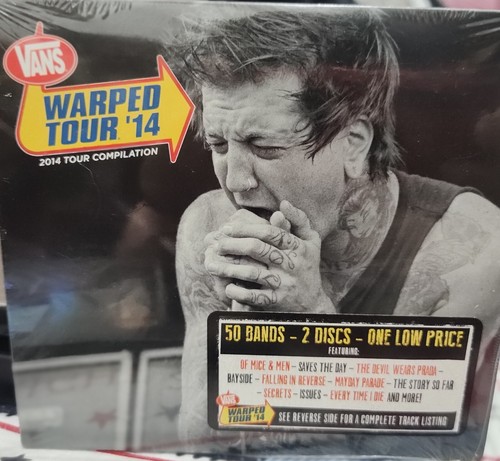 VANS
WARPED
TOUR '14
2014 TOUR COMPILATION
50 BANDS - 2 DISCS - ONE LOW PRICE
FEATURING:
OF MICE & MEN - SAVES THE DAY - THE DEVIL WEARS PRADA -
BAYSIDE - FALLING IN REVERSE - MAYDAY PARADE - THE STORY SO FAR
- SECRETS - ISSUES - EVERY TIME I DIE AND MORE!
VANS
WARPED
TOUR '14
SEE REVERSE SIDE FOR A COMPLETE TRACK LISTING